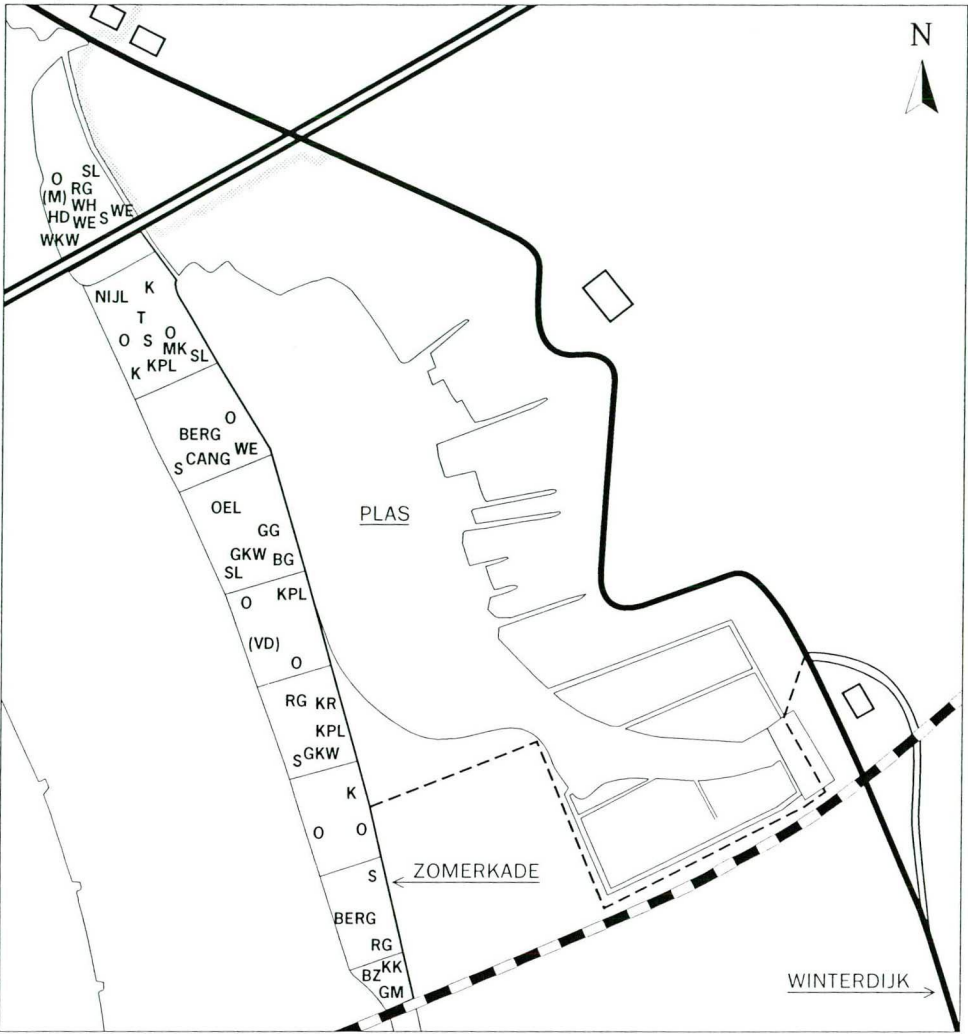 N
SL
O
RG
(M)
WH
HD
WE
S
WE
WKW
NIJL
K
T
O
S
O
MK
SL
K
KPL
O
BERG
WE
CANG
S
OEL
PLAS
GG
GKW
BG
SL
O
KPL
(VD)
O
RG
KR
KPL
S
GKW
K
O
O
S
ZOMERKADE
BERG
RG
BZ
KK
GM
WINTERDIJK